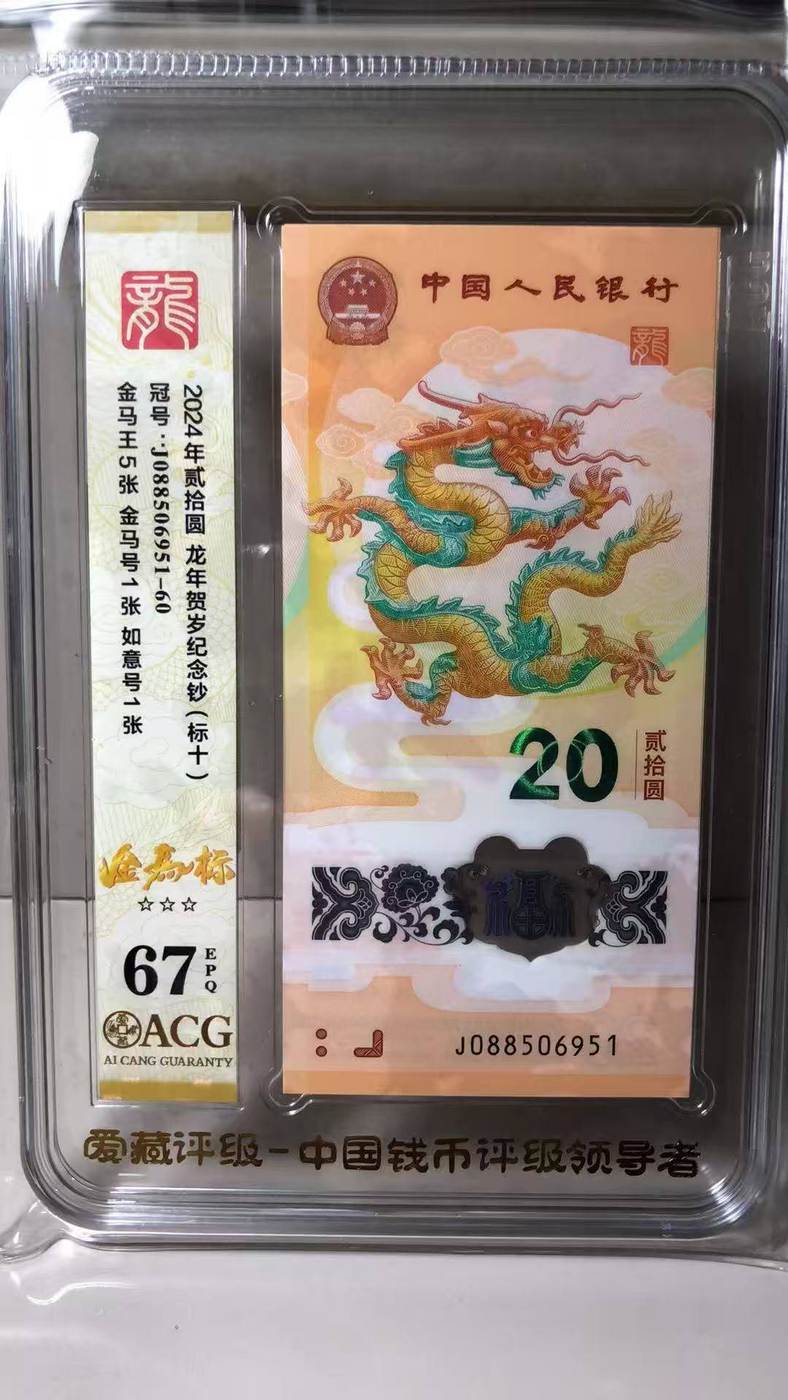 龍
2024年贰拾圆 龙年贺岁纪念钞（标十）
冠号：J088506951-60
金马王5张 金马号1张 如意号1张
金马标
☆☆☆
67 EPQ
ACG
AI CANG GUARANTY
中国人民银行
龍
20 贰拾圆
福
J088506951
爱藏评级-中国钱币评级领导者